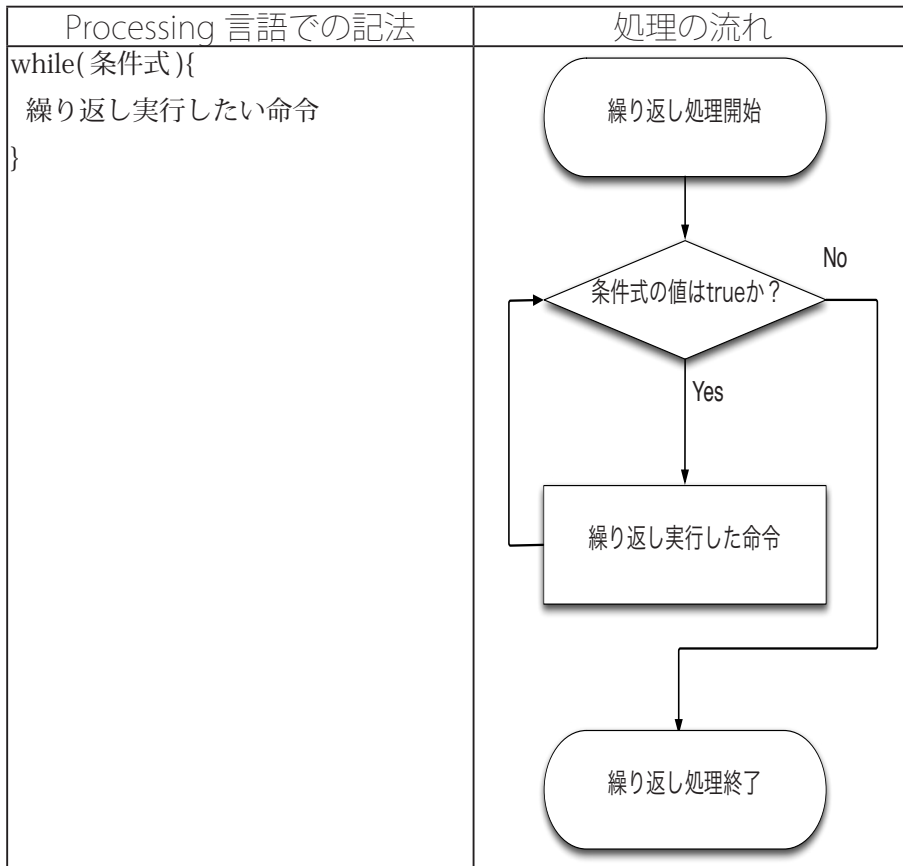 Processing 言語での記法
処理の流れ
while( 条件式 ){
繰り返し実行したい命令
}
繰り返し処理開始
No
条件式の値はtrueか？
Yes
繰り返し実行した命令
繰り返し処理終了